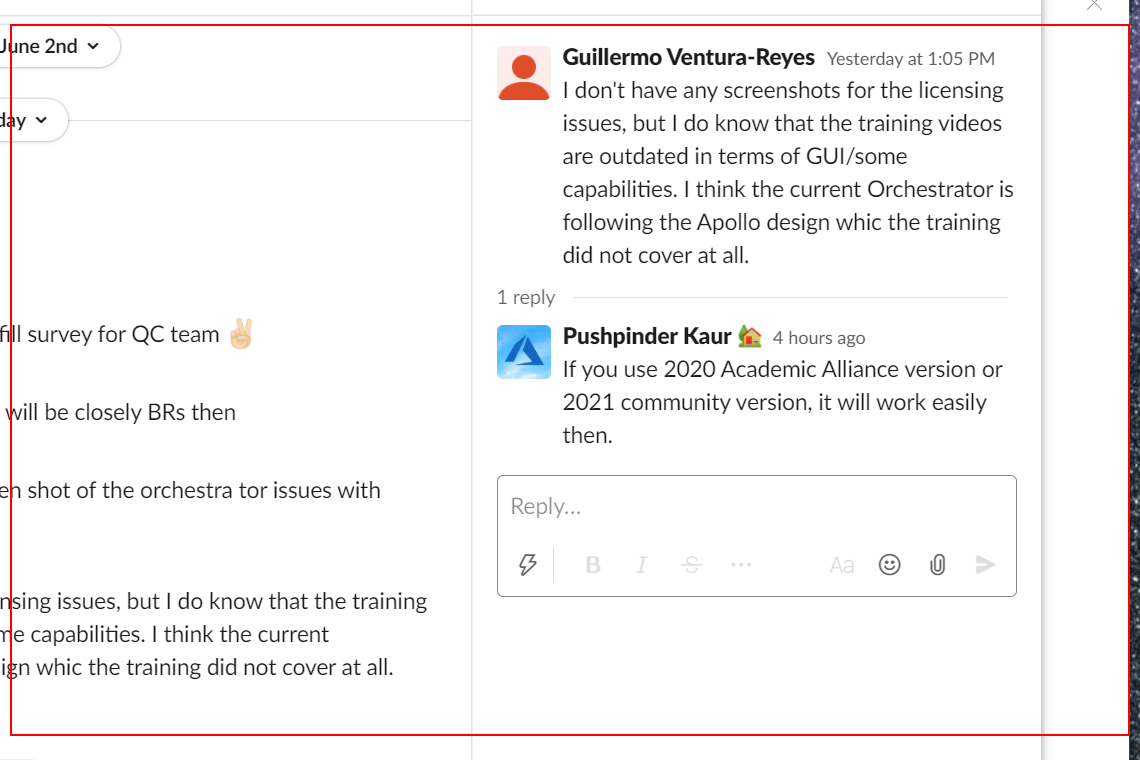 June 2nd
day
fill survey for QC team
will be closely BRs then
en shot of the orchestra tor issues with
nsing issues, but I do know that the training
me capabilities. I think the current
ign whic the training did not cover at all.
Guillermo Ventura-Reyes Yesterday at 1:05 PM
I don't have any screenshots for the licensing
issues, but I do know that the training videos
are outdated in terms of GUI/some
capabilities. I think the current Orchestrator is
following the Apollo design whic the training
did not cover at all.
1 reply
Pushpinder Kaur 4 hours ago
If you use 2020 Academic Alliance version or
2021 community version, it will work easily
then.
Reply...
B I S Aa